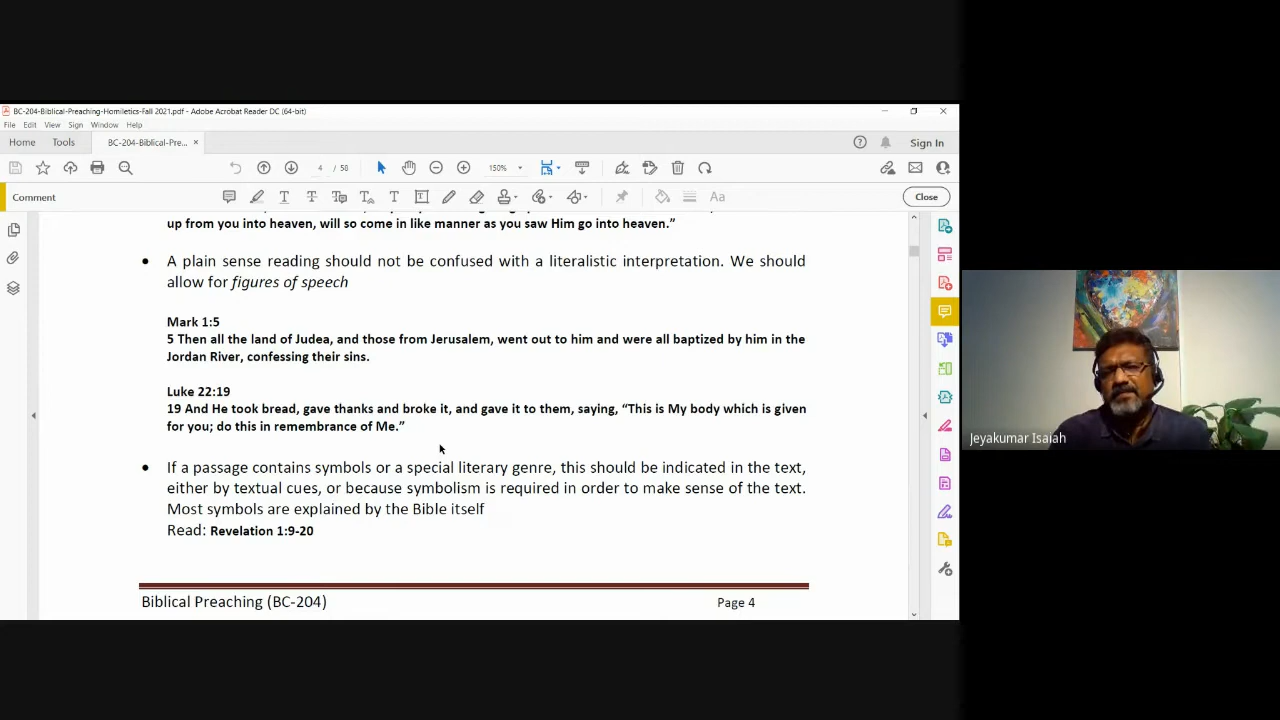 BC-204-Biblical-Preaching-Homiletics-Fall 2021.pdf - Adobe Acrobat Reader DC (64-bit)
File Edit View Sign Window Help
Home Tools BC-204-Biblical-Pre... × Sign In
4 / 58 150%
Comment Close
up from you into heaven, will so come in like manner as you saw Him go into heaven.”
• A plain sense reading should not be confused with a literalistic interpretation. We should
allow for figures of speech
Mark 1:5
5 Then all the land of Judea, and those from Jerusalem, went out to him and were all baptized by him in the
Jordan River, confessing their sins.
Luke 22:19
19 And He took bread, gave thanks and broke it, and gave it to them, saying, “This is My body which is given
for you; do this in remembrance of Me.”
• If a passage contains symbols or a special literary genre, this should be indicated in the text,
either by textual cues, or because symbolism is required in order to make sense of the text.
Most symbols are explained by the Bible itself
Read: Revelation 1:9-20
Biblical Preaching (BC-204) Page 4
Jeyakumar Isaiah